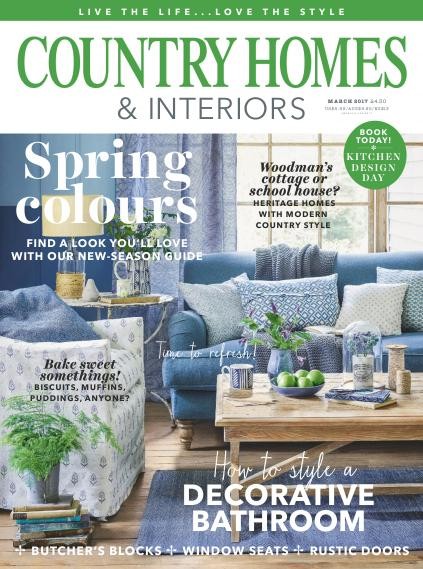 LIVE THE LIFE...LOVE THE STYLE
COUNTRY HOMES
& INTERIORS
MARCH 2017 £4.30
BOOK
TODAY!
KITCHEN
DESIGN
DAY
Spring
colours
FIND A LOOK YOU'LL LOVE
WITH OUR NEW-SEASON GUIDE
Woodman's
cottage or
school house?
HERITAGE HOMES
WITH MODERN
COUNTRY STYLE
Time to refresh!
Bake sweet
somethings!
BISCUITS, MUFFINS,
PUDDINGS, ANYONE?
How to style a
DECORATIVE
BATHROOM
+ BUTCHER'S BLOCKS + WINDOW SEATS + RUSTIC DOORS